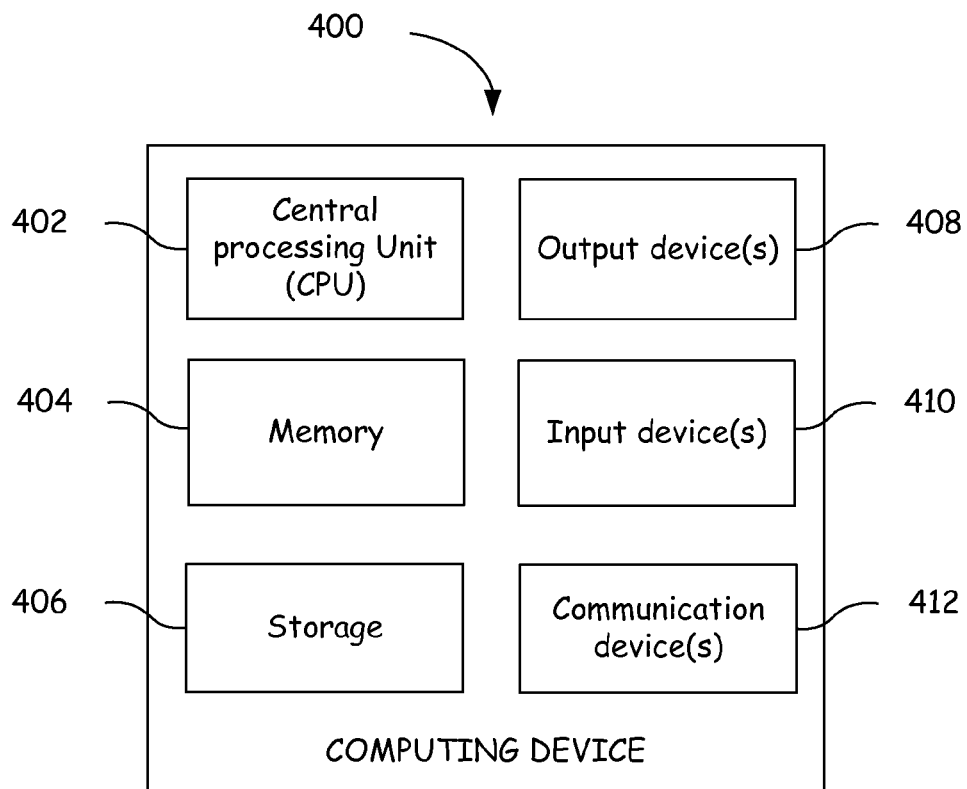 400
402
Central
processing Unit
(CPU)
Output device(s)
408
404
Memory
Input device(s)
410
406
Storage
Communication
device(s)
412
COMPUTING DEVICE